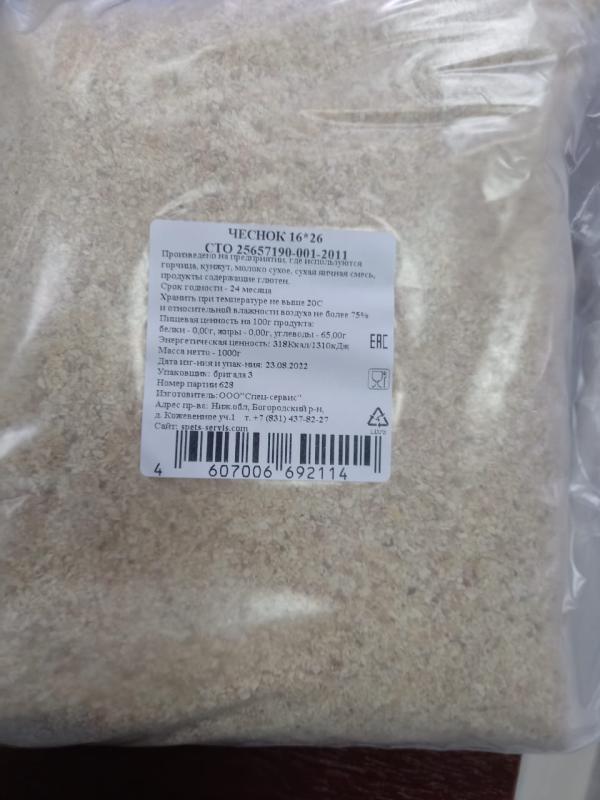 ЧЕСНОК 16*26
СТО 25657190-001-2011
Произведено на предприятии, где используются
горчица, кунжут, молоко сухое, сухая яичная смесь,
продукты содержащие глютен.
Срок годности - 24 месяца
Хранить при температуре не выше 20С
и относительной влажности воздуха не более 75%
Пищевая ценность на 100г продукта:
белки - 0,00г, жиры - 0,00г, углеводы - 65,00г
Энергетическая ценность: 318Ккал/1310кДж
Масса нетто - 1000г
Дата изг-ния и упак-ния: 23.08.2022
Упаковщик: бригада 3
Номер партии 628
Изготовитель: ООО"Спец-сервис"
Адрес пр-ва: Ниж.обл, Богородский р-н,
д. Кожевенное уч.1 т. +7 (831) 437-82-27
Сайт: spets-servis.com
EAC
4 607006 692114